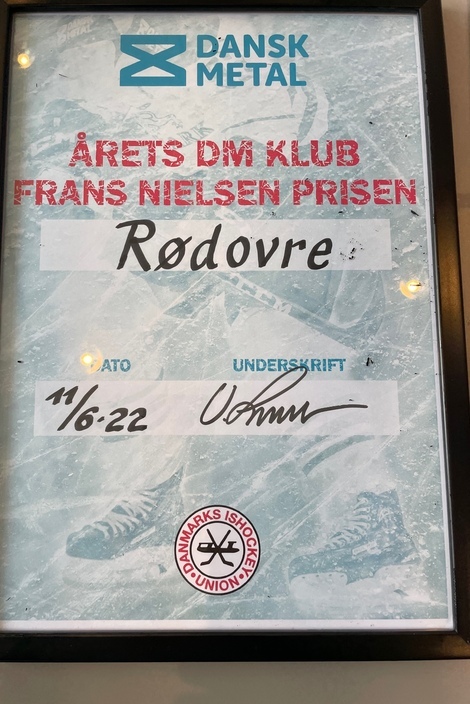 DANSK
METAL
ÅRETS DM KLUB
FRANS NIELSEN PRISEN
Rødovre
DATO
UNDERSKRIFT
11/6-22
DANMARKS ISHOCKEY UNION